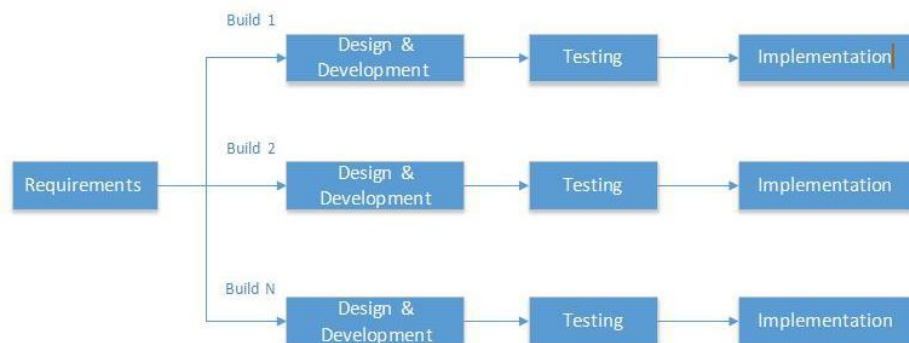 Build 1
Design &
Development
Testing
Implementation
Build 2
Requirements
Design &
Development
Testing
Implementation
Build N
Design &
Development
Testing
Implementation